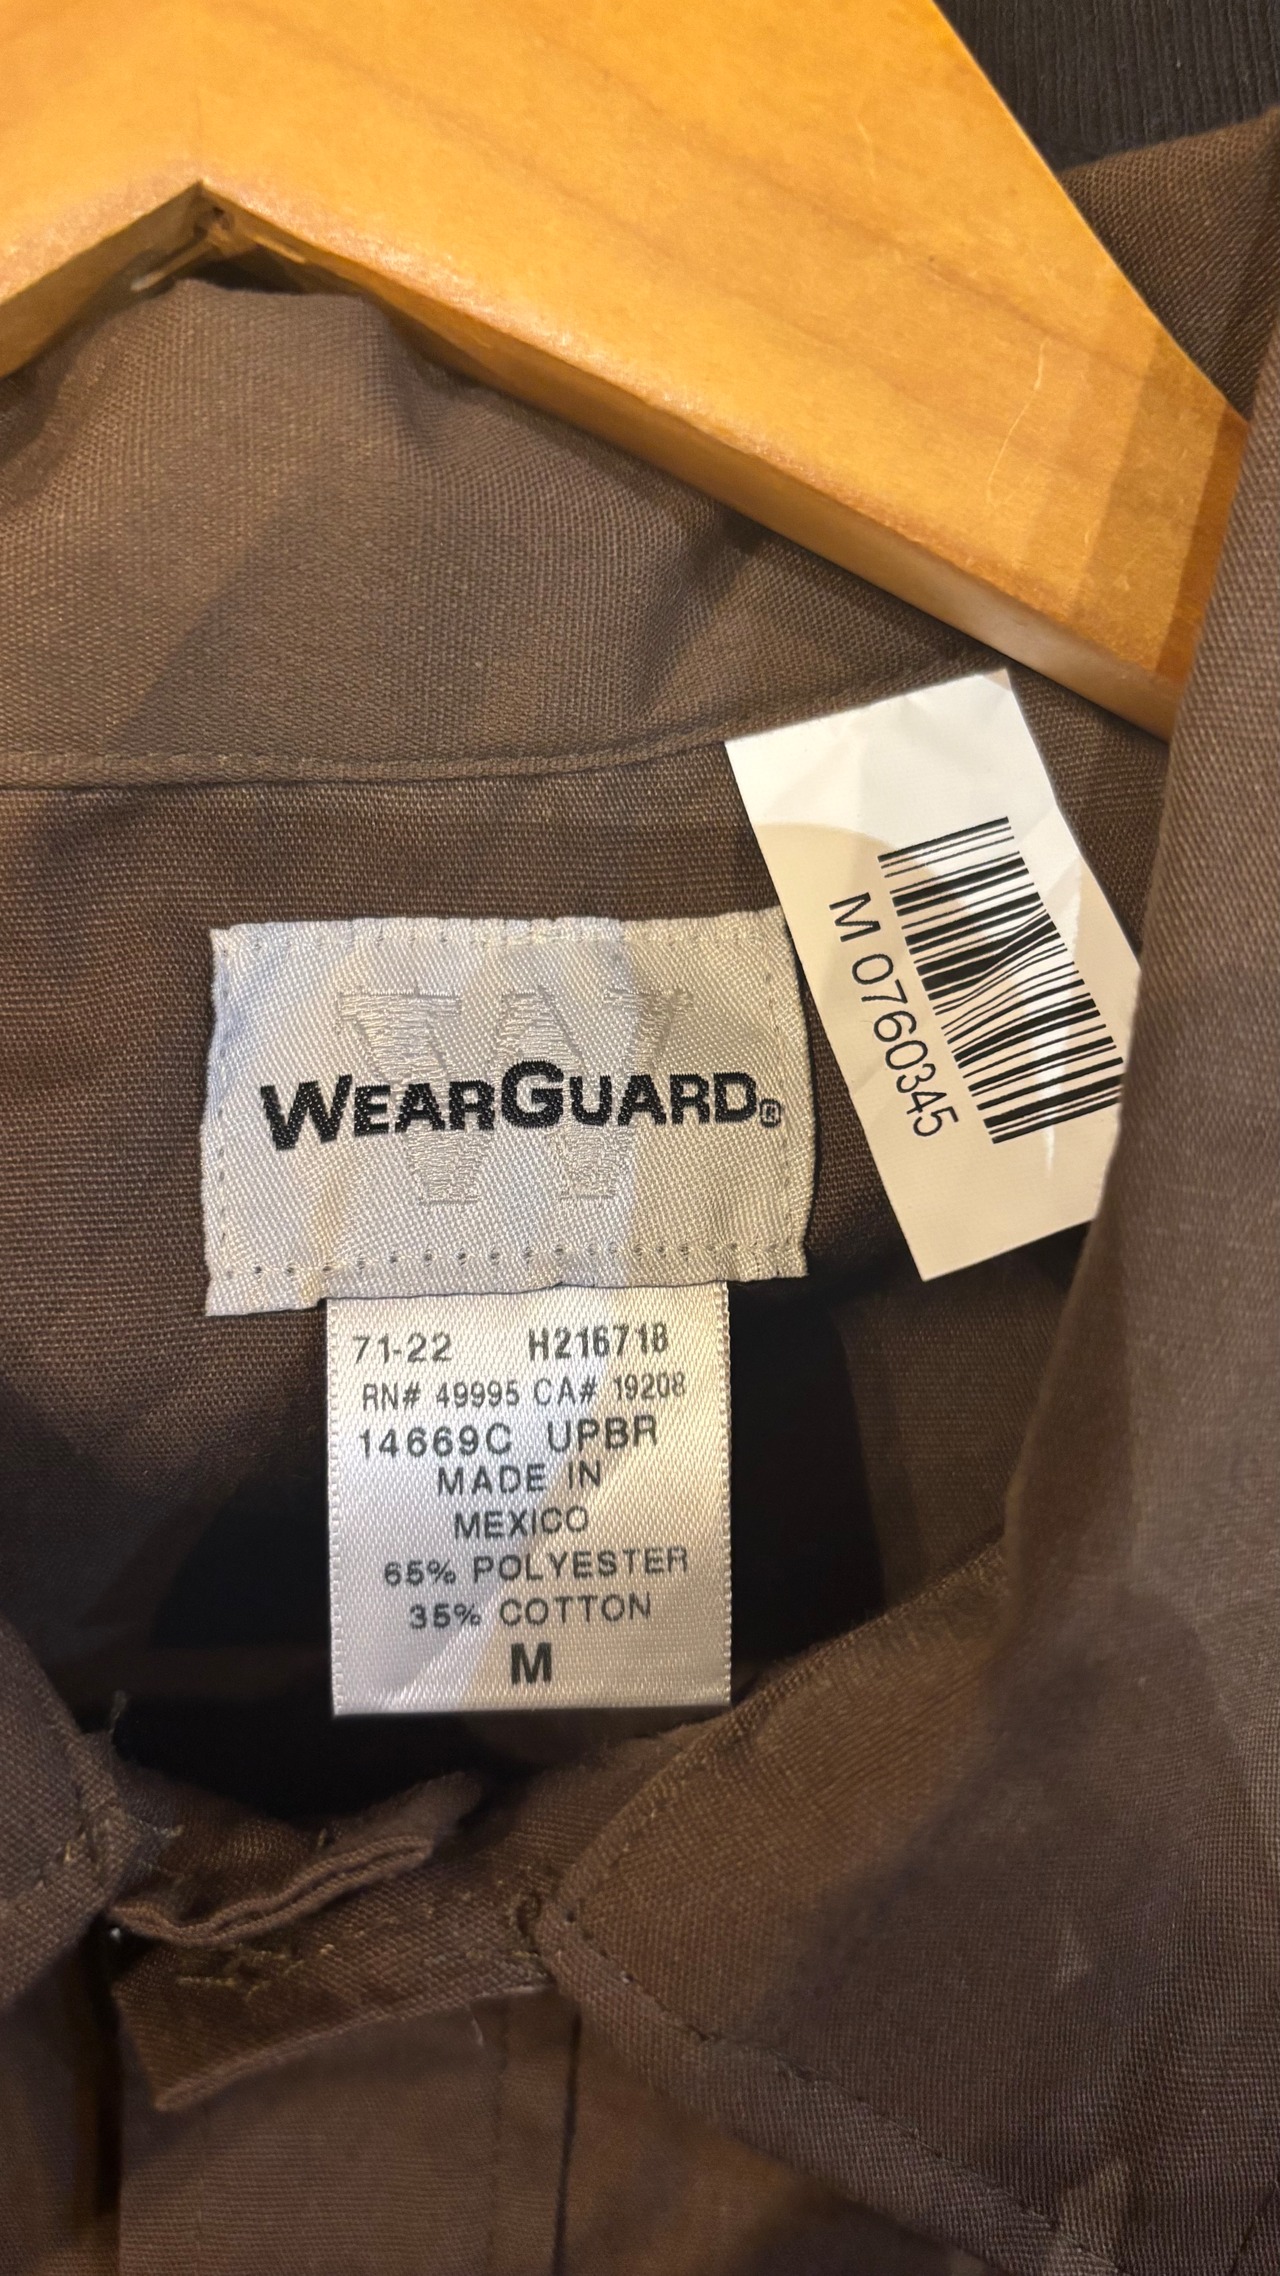 W
WEARGUARD®
M 0760345
71-22 H216718
RN# 49995 CA# 19208
14669C UPBR
MADE IN
MEXICO
65% POLYESTER
35% COTTON
M